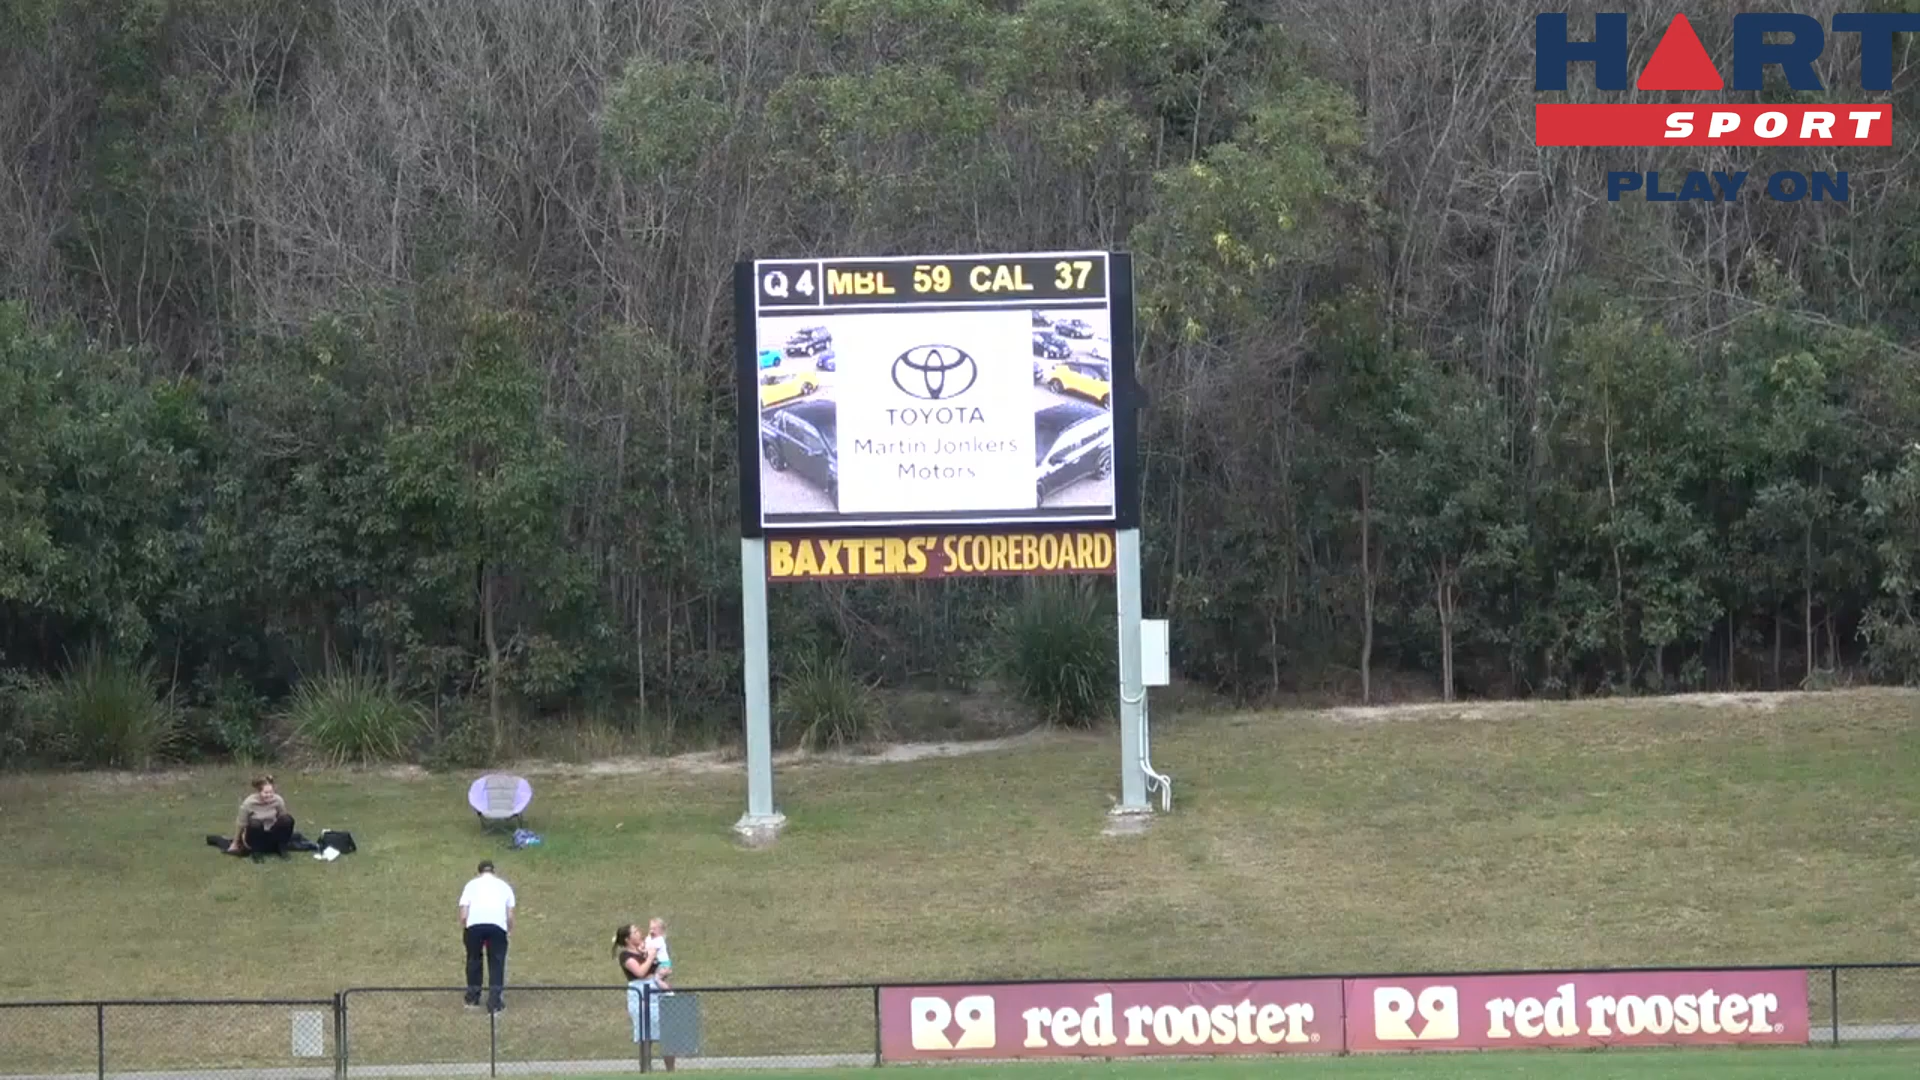 HART
SPORT
PLAY ON
Q 4 MBL 59 CAL 37
TOYOTA
Martin Jonkers
Motors
BAXTERS' SCOREBOARD
red rooster
red rooster